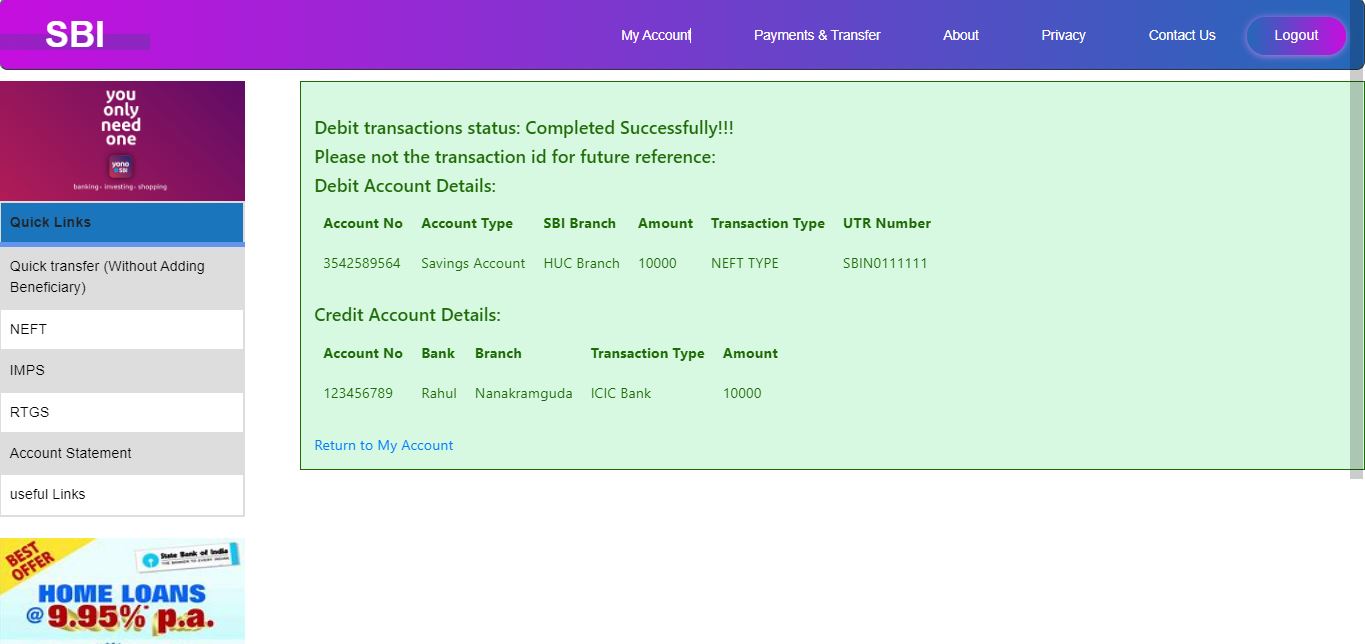 SBI
My Account Payments & Transfer About Privacy Contact Us Logout
you
only
need
one
yono
SBI
banking - investing - shopping
Quick Links
Quick transfer (Without Adding
Beneficiary)
NEFT
IMPS
RTGS
Account Statement
useful Links
BEST
OFFER
State Bank of India
HOME LOANS
@ 9.95%* p.a.
Debit transactions status: Completed Successfully!!!
Please not the transaction id for future reference:
Debit Account Details:
Account No Account Type SBI Branch Amount Transaction Type UTR Number
3542589564 Savings Account HUC Branch 10000 NEFT TYPE SBIN0111111
Credit Account Details:
Account No Bank Branch Transaction Type Amount
123456789 Rahul Nanakramguda ICIC Bank 10000
Return to My Account